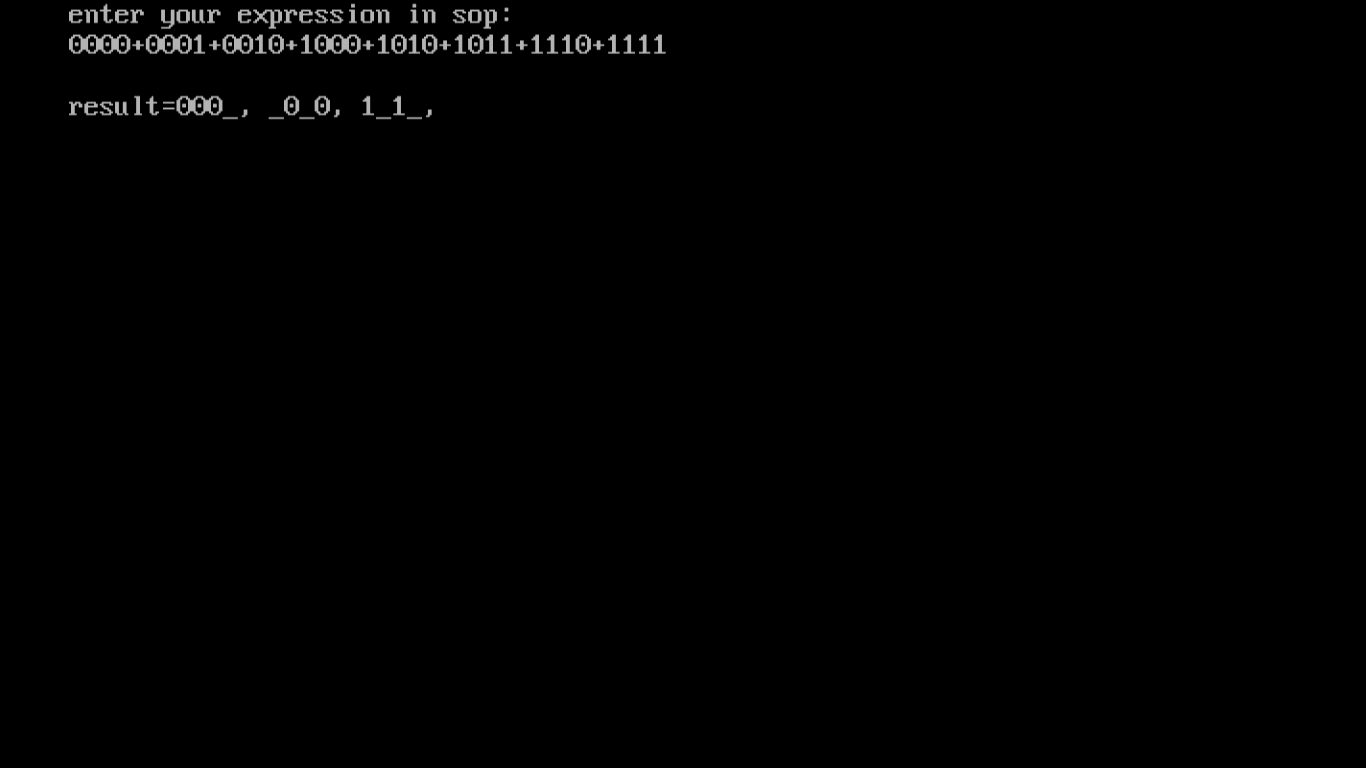 enter your expression in sop:
0000+0001+0010+1000+1010+1011+1110+1111
result=000_, _0_0, 1_1_,